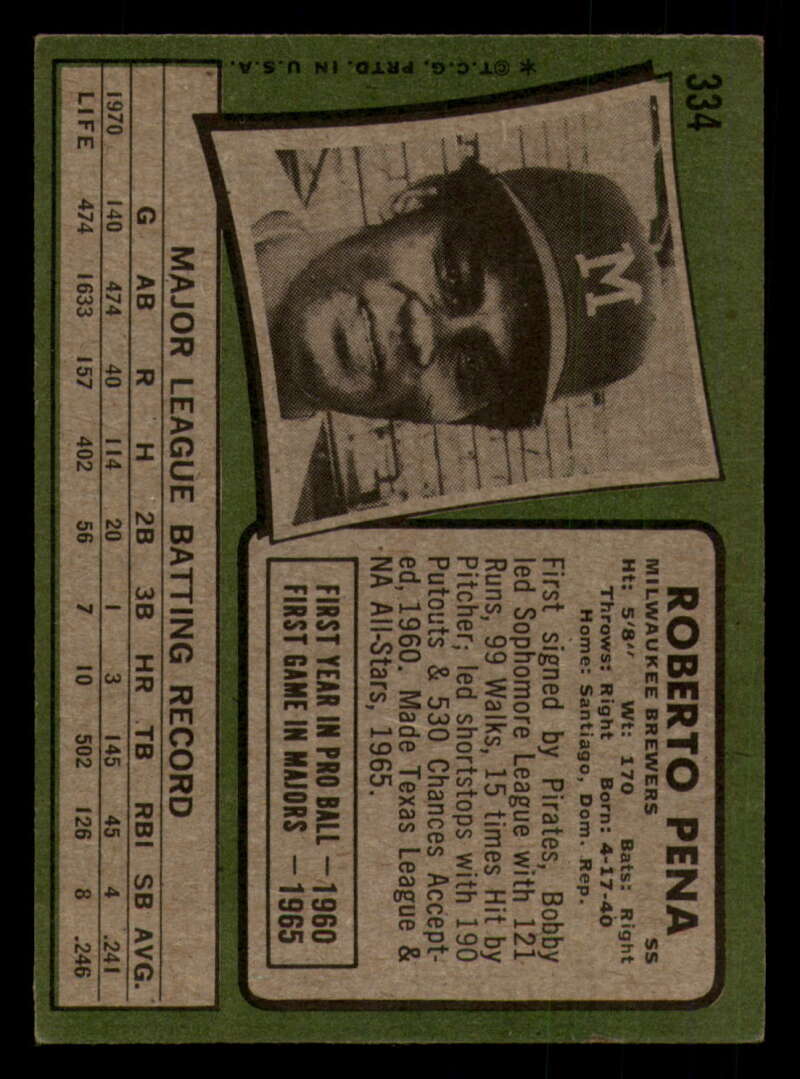 334
ROBERTO PENA
MILWAUKEE BREWERS SS
Ht: 5'8" Wt: 170 Bats: Right
Throws: Right Born: 4-17-40
Home: Santiago, Dom. Rep.
First signed by Pirates, Bobby
led Sophomore League with 121
Runs, 99 Walks, 15 times Hit by
Pitcher; led shortstops with 190
Putouts & 530 Chances Accept-
ed, 1960. Made Texas League &
NA All-Stars, 1965.
FIRST YEAR IN PRO BALL —1960
FIRST GAME IN MAJORS —1965
M
MAJOR LEAGUE BATTING RECORD
G AB R H 2B 3B HR TB RBI SB AVG.
1970 140 474 40 114 20 1 3 145 45 4 .241
LIFE 474 1633 157 402 56 7 10 502 126 8 .246
* ©T.C.G. PRTD. IN U.S.A.